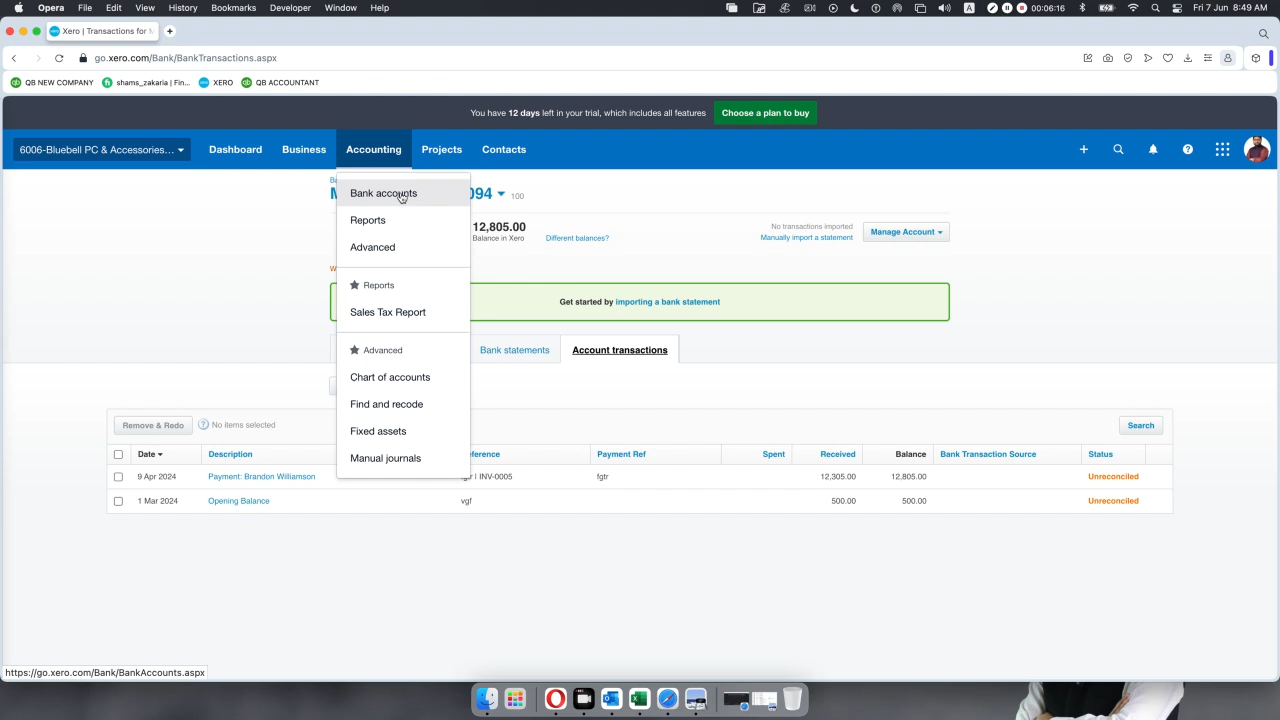 Opera File Edit View History Bookmarks Developer Window Help
00:06:16
A
Fri 7 Jun 8:49 AM
Xero | Transactions for
go.xero.com/Bank/BankTransactions.aspx
QB NEW COMPANY
shams_zakaria | Fin...
XERO
QB ACCOUNTANT
You have 12 days left in your trial, which includes all features
Choose a plan to buy
6006-Bluebell PC & Accessories...
Dashboard
Business
Accounting
Projects
Contacts
Bank accounts
Reports
Advanced
Reports
Sales Tax Report
Advanced
Chart of accounts
Find and recode
Fixed assets
Manual journals
094
100
12,805.00
Balance in Xero
Different balances?
No transactions imported
Manually import a statement
Manage Account
Get started by importing a bank statement
Bank statements
Account transactions
Remove & Redo
No items selected
Search
Date Description Payment Ref Spent Received Balance Bank Transaction Source Status
9 Apr 2024 Payment: Brandon Williamson | INV-0005 fgtr 12,305.00 12,805.00 Unreconciled
1 Mar 2024 Opening Balance vgf 500.00 500.00 Unreconciled
https://go.xero.com/Bank/BankAccounts.aspx